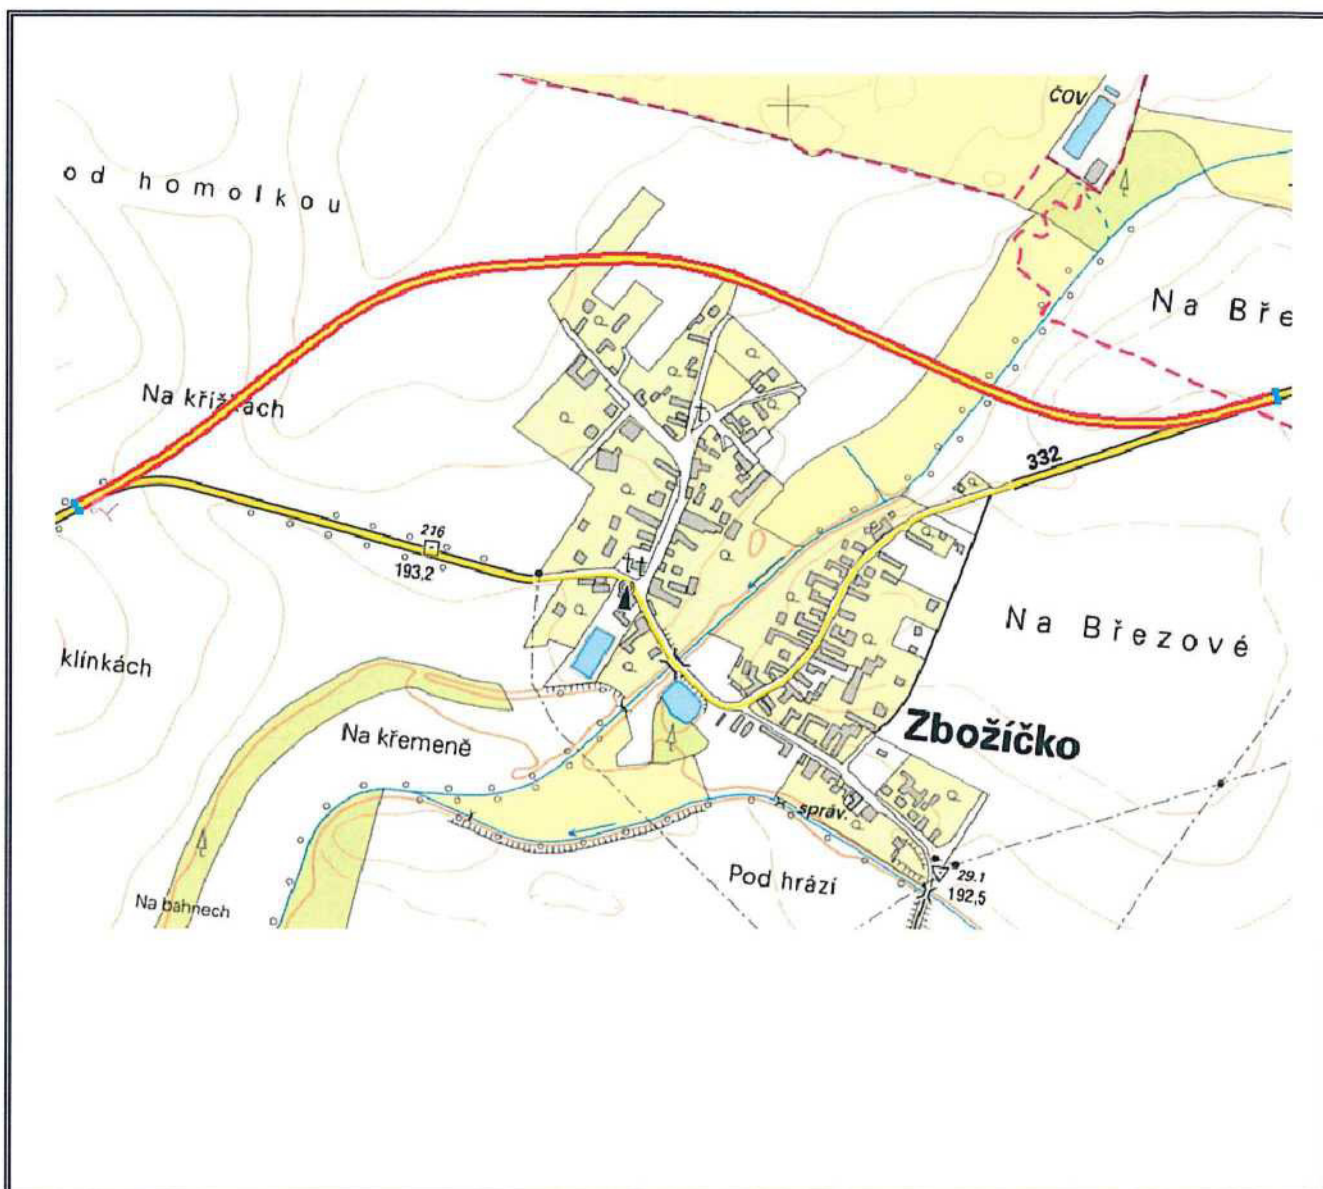 ČOV
od homolkou
Na Bře
Na křížkách
332
216
193,2
Na Březové
klínkách
Zbožíčko
Na křemeně
správ.
Pod hrází
29.1
192,5
Na bahnech